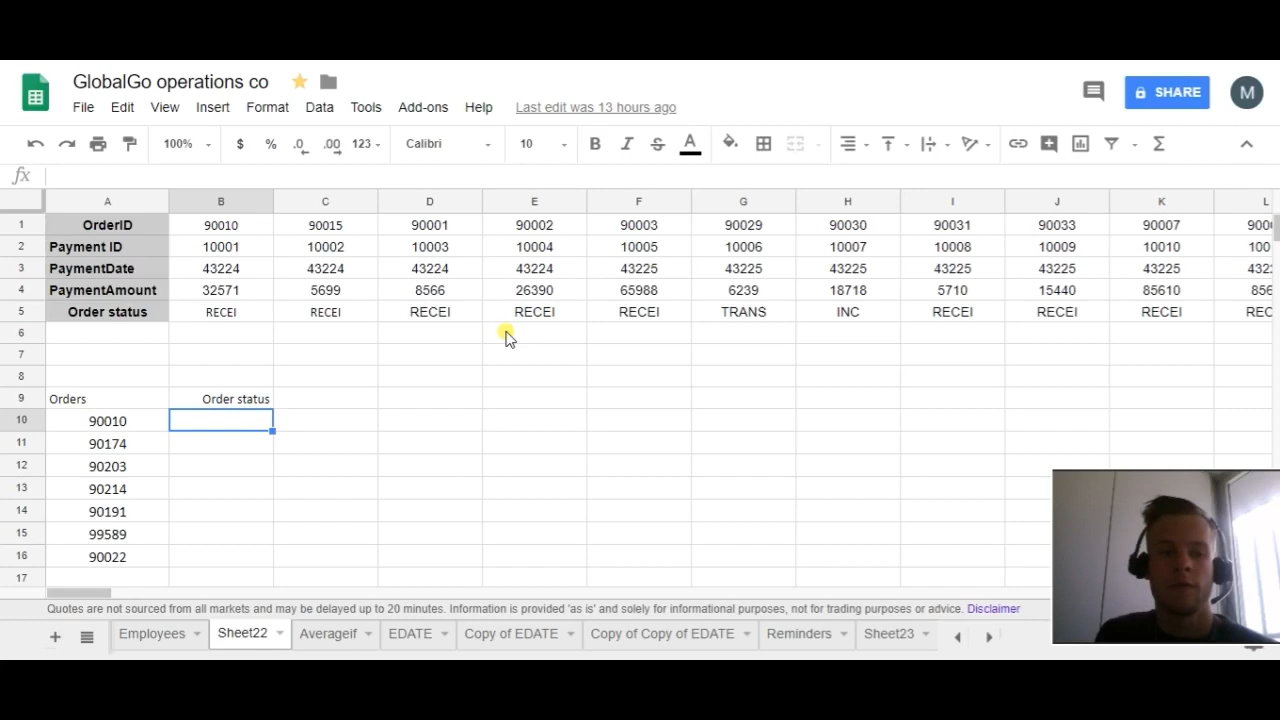 GlobalGo operations co
File Edit View Insert Format Data Tools Add-ons Help Last edit was 13 hours ago
SHARE
M
100% $ % .0 .00 123 Calibri 10 B I S A
fx
A B C D E F G H I J K L
1 OrderID 90010 90015 90001 90002 90003 90029 90030 90031 90033 90007 900
2 Payment ID 10001 10002 10003 10004 10005 10006 10007 10008 10009 10010 100
3 PaymentDate 43224 43224 43224 43224 43225 43225 43225 43225 43225 43225 432
4 PaymentAmount 32571 5699 8566 26390 65988 6239 18718 5710 15440 85610 856
5 Order status RECEI RECEI RECEI RECEI RECEI TRANS INC RECEI RECEI RECEI REC
6
7
8
9 Orders Order status
10 90010
11 90174
12 90203
13 90214
14 90191
15 99589
16 90022
17
Quotes are not sourced from all markets and may be delayed up to 20 minutes. Information is provided 'as is' and solely for informational purposes, not for trading purposes or advice. Disclaimer
Employees Sheet22 Averageif EDATE Copy of EDATE Copy of Copy of EDATE Reminders Sheet23